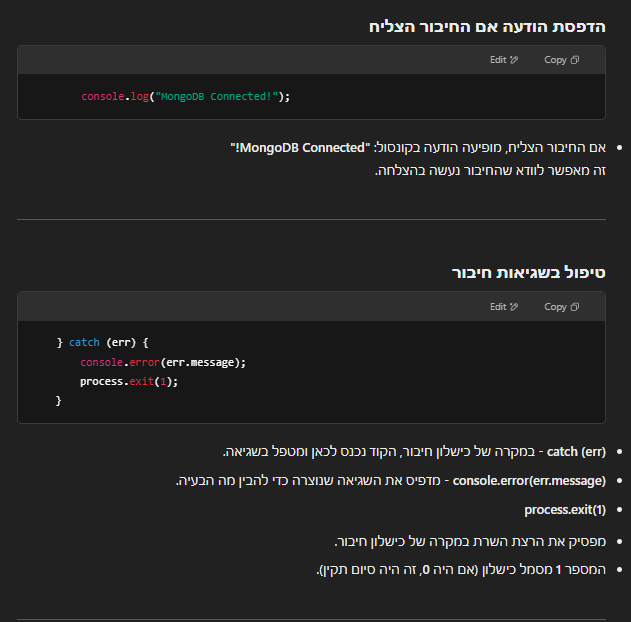 הדפסת הודעה אם החיבור הצליח
Copy Edit
console.log("MongoDB Connected!");
אם החיבור הצליח, מופיעה הודעה בקונסול: "MongoDB Connected!"
זה מאפשר לוודא שהחיבור נעשה בהצלחה.
טיפול בשגיאות חיבור
Copy Edit
} catch (err) {
console.error(err.message);
process.exit(1);
}
catch (err) - במקרה של כישלון חיבור, הקוד נכנס לכאן ומטפל בשגיאה.
console.error(err.message) - מדפיס את השגיאה שנוצרה כדי להבין מה הבעיה.
process.exit(1)
מפסיק את הרצת השרת במקרה של כישלון חיבור.
המספר 1 מסמל כישלון (אם היה 0, זה היה סיום תקין).